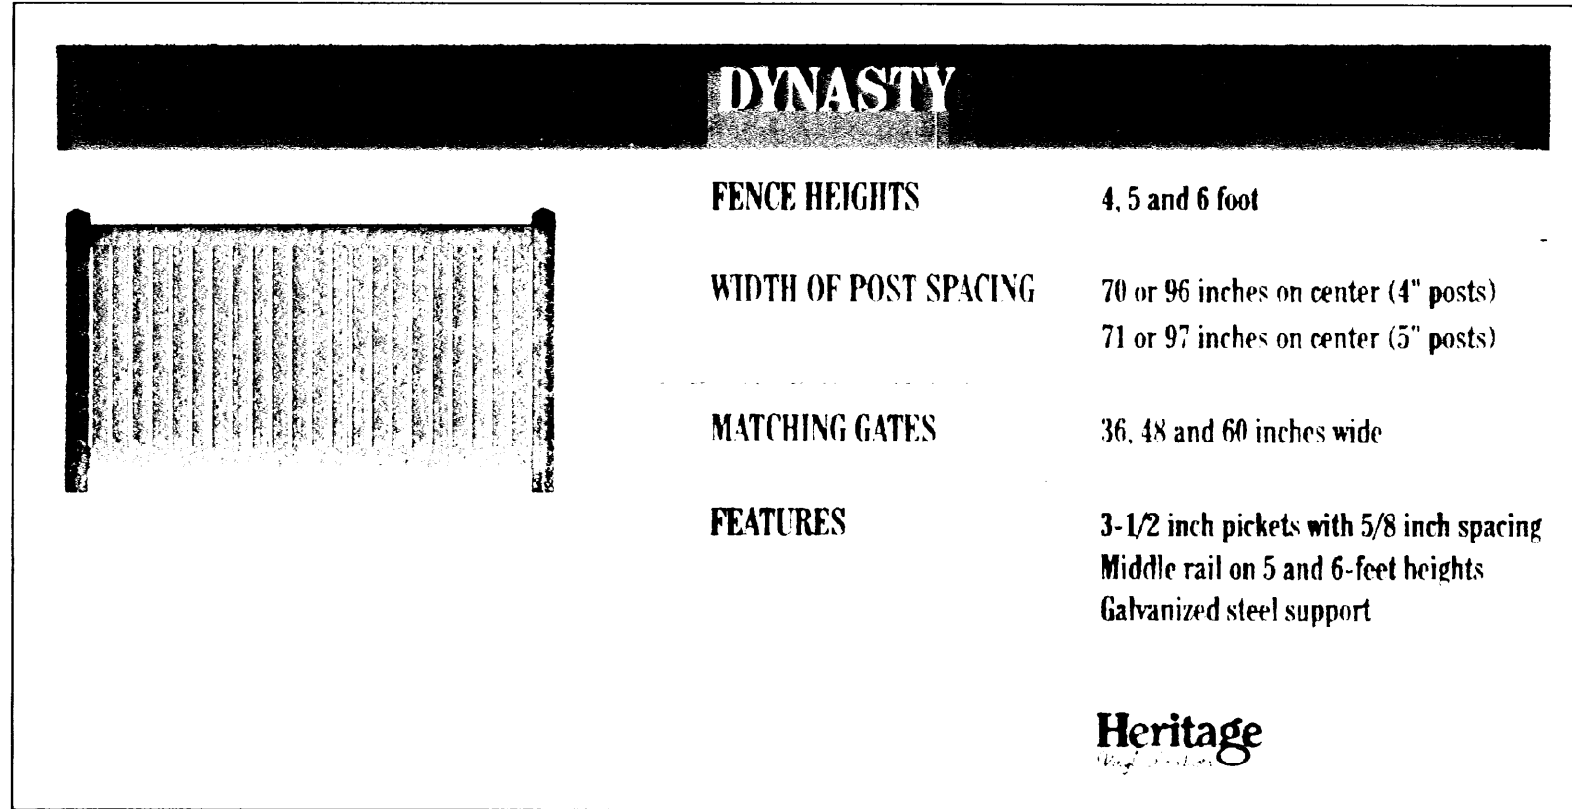 DYNASTY
FENCE HEIGHTS 4, 5 and 6 foot
WIDTH OF POST SPACING 70 or 96 inches on center (4" posts)
71 or 97 inches on center (5" posts)
MATCHING GATES 36, 48 and 60 inches wide
FEATURES 3-1/2 inch pickets with 5/8 inch spacing
Middle rail on 5 and 6-feet heights
Galvanized steel support
Heritage